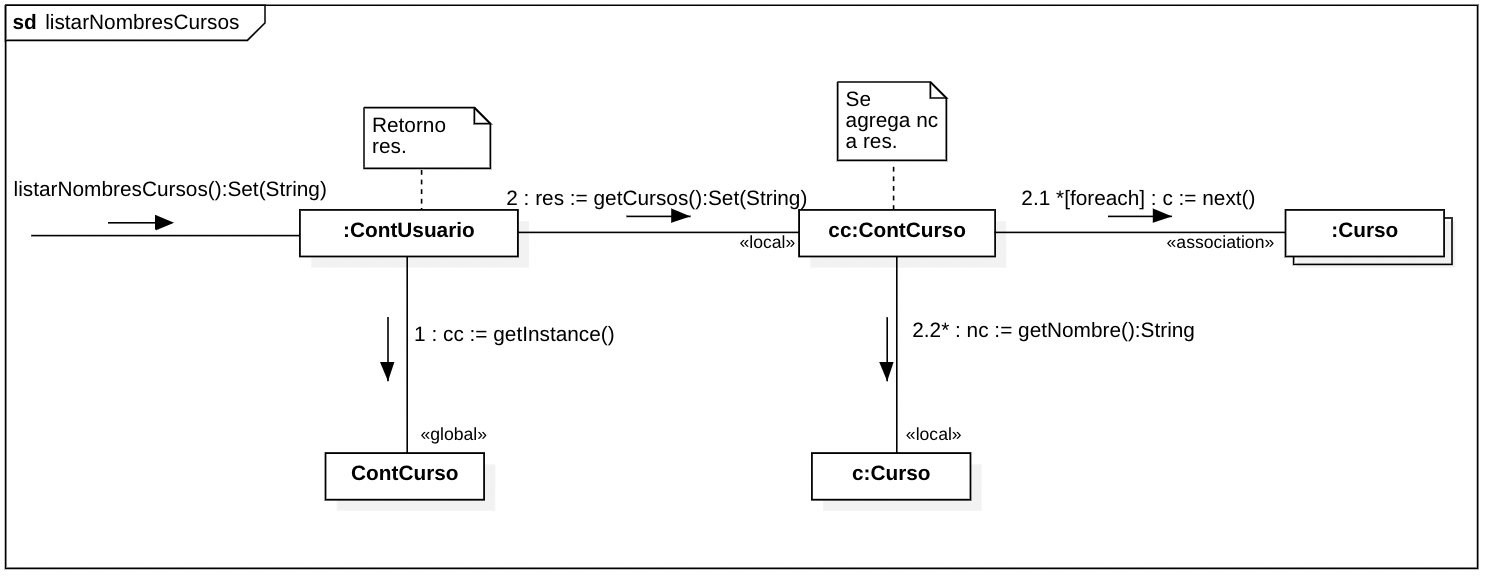 sd listarNombresCursos
Se
agrega nc
a res.
Retorno
res.
listarNombresCursos():Set(String)
2 : res := getCursos():Set(String)
2.1 *[foreach] : c := next()
:ContUsuario
«local»
cc:ContCurso
«association»
:Curso
1 : cc := getInstance()
2.2* : nc := getNombre():String
«global»
«local»
ContCurso
c:Curso